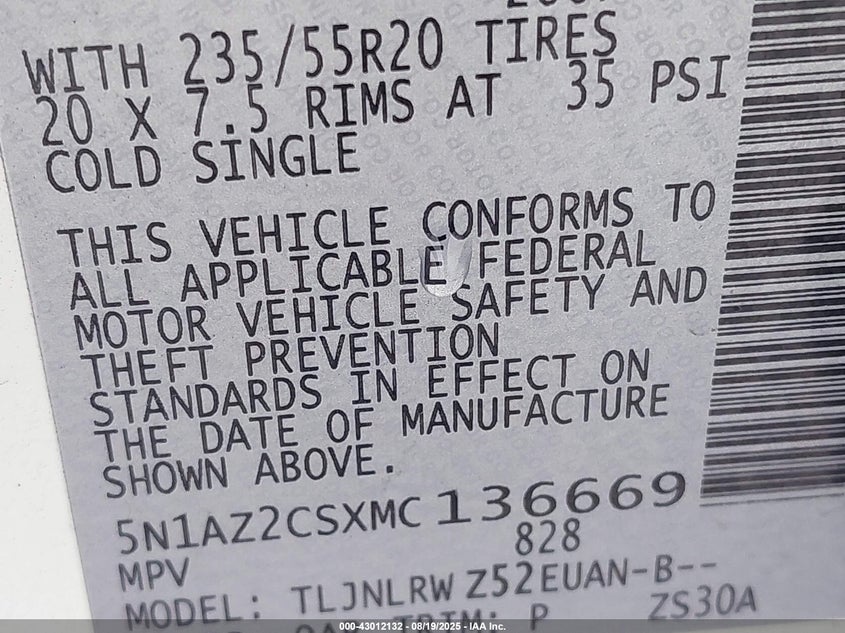 WITH 235/55R20 TIRES
20 X 7.5 RIMS AT 35 PSI
COLD SINGLE
THIS VEHICLE CONFORMS TO
ALL APPLICABLE FEDERAL
MOTOR VEHICLE SAFETY AND
THEFT PREVENTION
STANDARDS IN EFFECT ON
THE DATE OF MANUFACTURE
SHOWN ABOVE.
5N1AZ2CSXMC136669
828
MPV
MODEL: TLJNLRW Z52EUAN-B--
P ZS30A
000-43012132 - 08/19/2025 - IAA Inc.